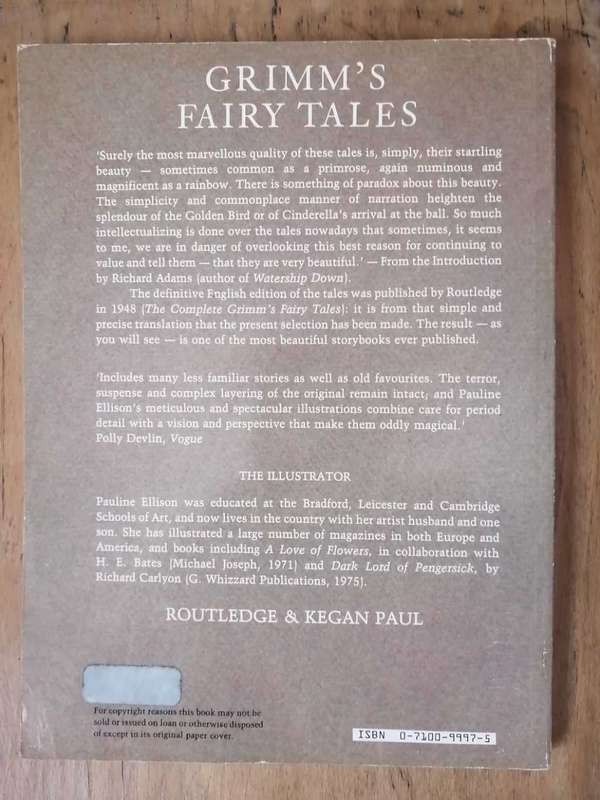 GRIMM'S
FAIRY TALES
'Surely the most marvellous quality of these tales is, simply, their startling
beauty — sometimes common as a primrose, again numinous and
magnificent as a rainbow. There is something of paradox about this beauty.
The simplicity and commonplace manner of narration heighten the
splendour of the Golden Bird or of Cinderella's arrival at the ball. So much
intellectualizing is done over the tales nowadays that sometimes, it seems
to me, we are in danger of overlooking this best reason for continuing to
value and tell them — that they are very beautiful.' — From the Introduction
by Richard Adams (author of Watership Down).
The definitive English edition of the tales was published by Routledge
in 1948 (The Complete Grimm's Fairy Tales): it is from that simple and
precise translation that the present selection has been made. The result — as
you will see — is one of the most beautiful storybooks ever published.
'Includes many less familiar stories as well as old favourites. The terror,
suspense and complex layering of the original remain intact; and Pauline
Ellison's meticulous and spectacular illustrations combine care for period
detail with a vision and perspective that make them oddly magical.'
Polly Devlin, Vogue
THE ILLUSTRATOR
Pauline Ellison was educated at the Bradford, Leicester and Cambridge
Schools of Art, and now lives in the country with her artist husband and one
son. She has illustrated a large number of magazines in both Europe and
America, and books including A Love of Flowers, in collaboration with
H. E. Bates (Michael Joseph, 1971) and Dark Lord of Pengersick, by
Richard Carlyon (G. Whizzard Publications, 1975).
ROUTLEDGE & KEGAN PAUL
For copyright reasons this book may not be
sold or issued on loan or otherwise disposed
of except in its original paper cover.
ISBN 0-7100-9997-5